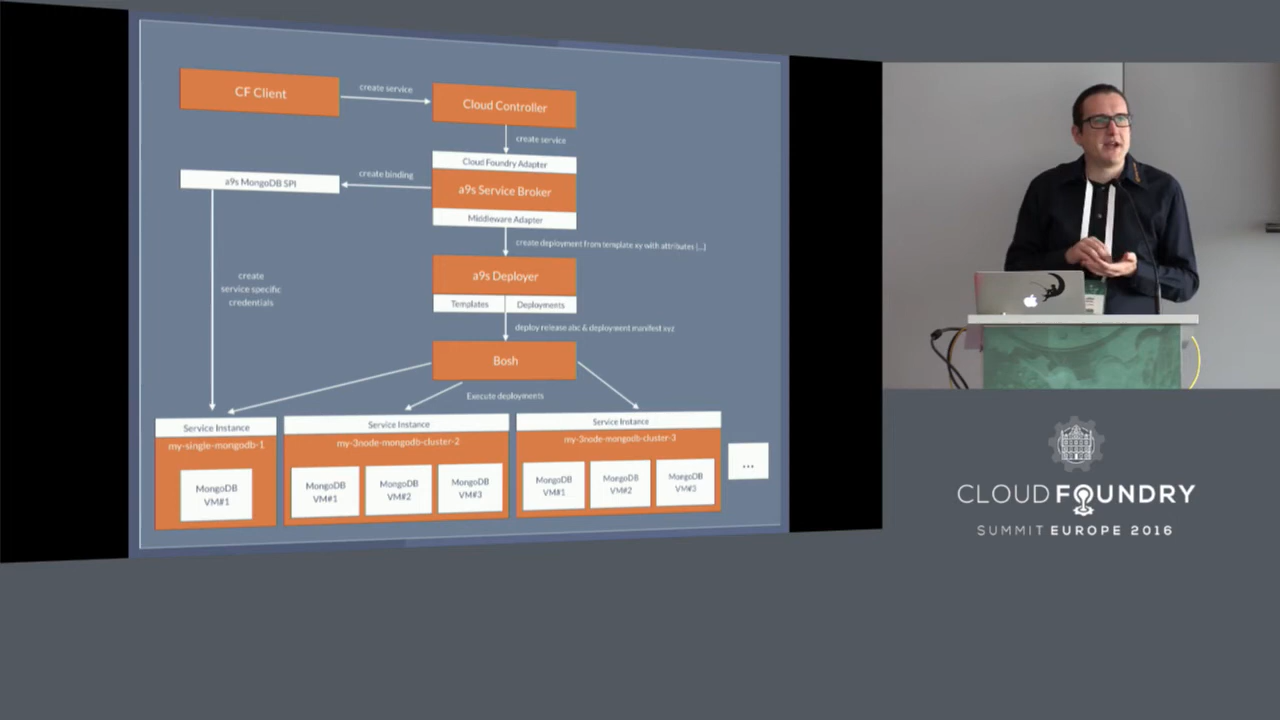 CF Client
create service
Cloud Controller
create service
Cloud Foundry Adapter
a9s Service Broker
Middleware Adapter
create binding
a9s MongoDB SPI
create deployment from template xy with attributes [...]
a9s Deployer
Templates
Deployments
create
service specific
credentials
deploy release abc & deployment manifest xyz
Bosh
Execute deployments
Service Instance
my-single-mongodb-1
MongoDB
VM#1
Service Instance
my-3node-mongodb-cluster-2
MongoDB
VM#1
MongoDB
VM#2
MongoDB
VM#3
Service Instance
my-3node-mongodb-cluster-3
MongoDB
VM#1
MongoDB
VM#2
MongoDB
VM#3
...
CLOUD FOUNDRY
SUMMIT EUROPE 2016